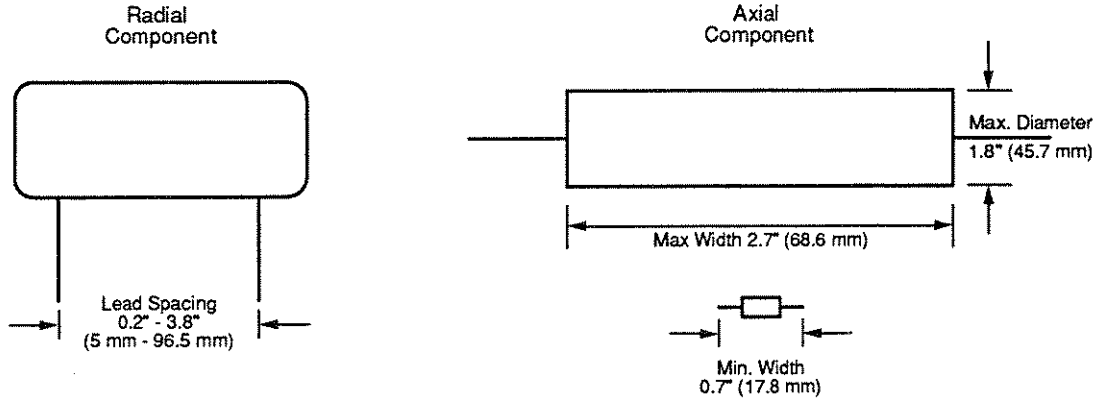 Radial
Component
Lead Spacing
0.2" - 3.8"
(5 mm - 96.5 mm)
Axial
Component
Max. Diameter
1.8" (45.7 mm)
Max Width 2.7" (68.6 mm)
Min. Width
0.7" (17.8 mm)